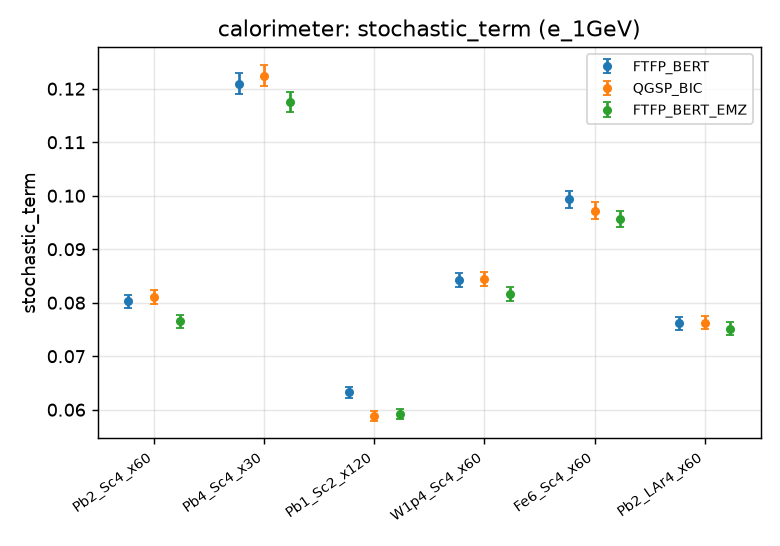 calorimeter: stochastic_term (e_1GeV)
FTFP_BERT
QGSP_BIC
FTFP_BERT_EMZ
stochastic_term
0.12
0.11
0.10
0.09
0.08
0.07
0.06
Pb2_Sc4_x60
Pb4_Sc4_x30
Pb1_Sc2_x120
W1p4_Sc4_x60
Fe6_Sc4_x60
Pb2_LAr4_x60